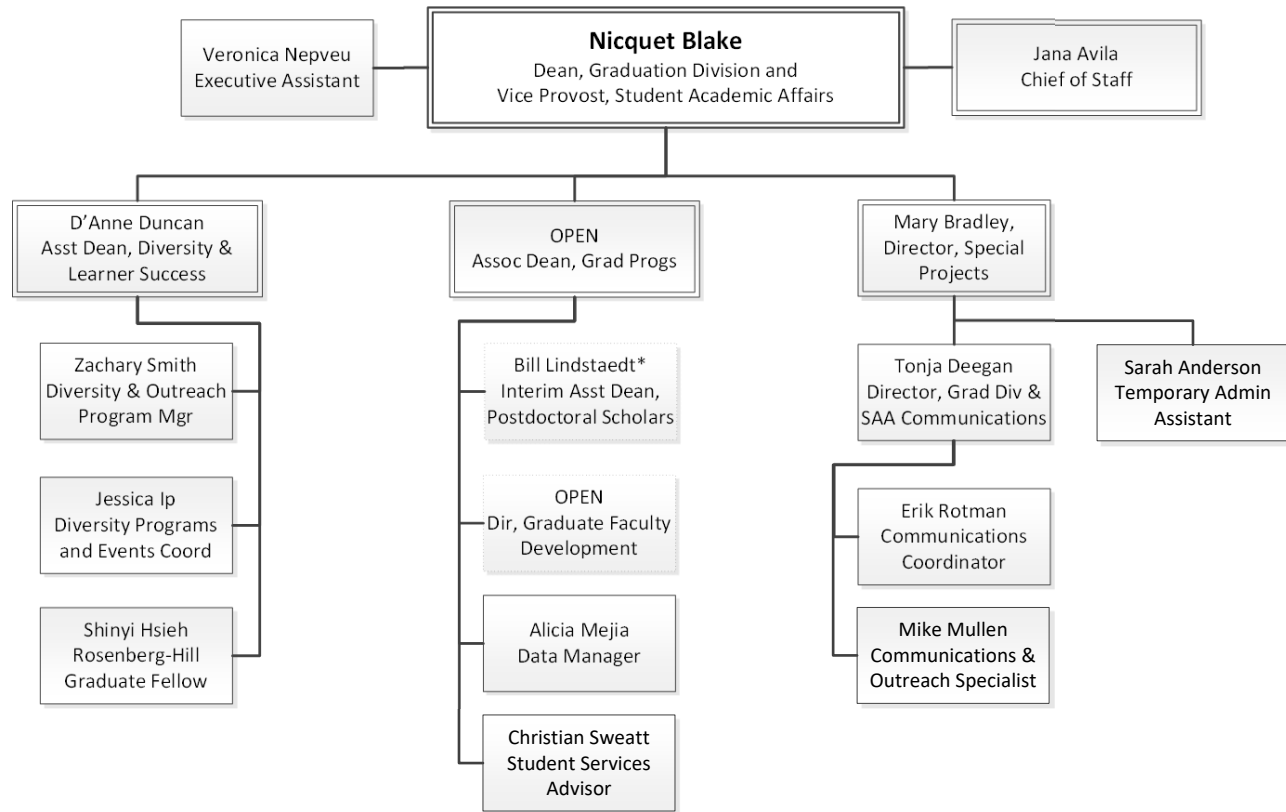 Veronica Nepveu
Executive Assistant
Nicquet Blake
Dean, Graduation Division and
Vice Provost, Student Academic Affairs
Jana Avila
Chief of Staff
D’Anne Duncan
Asst Dean, Diversity &
Learner Success
OPEN
Assoc Dean, Grad Progs
Mary Bradley,
Director, Special
Projects
Zachary Smith
Diversity & Outreach
Program Mgr
Jessica Ip
Diversity Programs
and Events Coord
Shinyi Hsieh
Rosenberg-Hill
Graduate Fellow
Bill Lindstaedt*
Interim Asst Dean,
Postdoctoral Scholars
OPEN
Dir, Graduate Faculty
Development
Alicia Mejia
Data Manager
Christian Sweatt
Student Services
Advisor
Tonja Deegan
Director, Grad Div &
SAA Communications
Sarah Anderson
Temporary Admin
Assistant
Erik Rotman
Communications
Coordinator
Mike Mullen
Communications &
Outreach Specialist